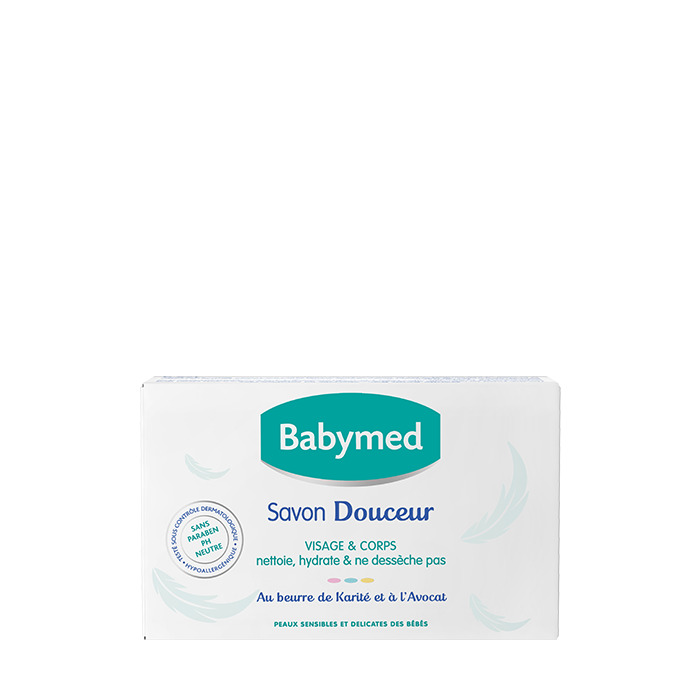 Babymed
Savon Douceur
VISAGE & CORPS
nettoie, hydrate & ne dessèche pas
Au beurre de Karité et à l'Avocat
PEAUX SENSIBLES ET DELICATES DES BÉBÉS
TESTÉ SOUS CONTRÔLE DERMATOLOGIQUE
• HYPOALLERGÉNIQUE •
SANS
PARABEN
PH
NEUTRE